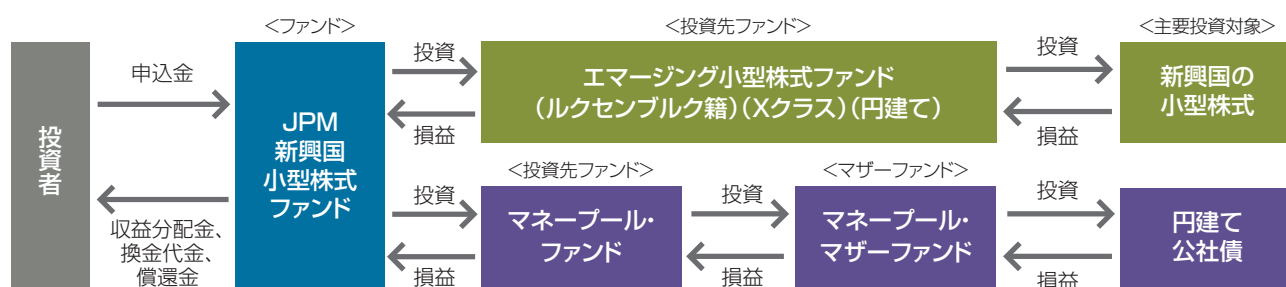 <ファンド>
<投資先ファンド>
<主要投資対象>
投資者
申込金
収益分配金、
換金代金、
償還金
JPM
新興国
小型株式
ファンド
投資
損益
エマージング小型株式ファンド
(ルクセンブルク籍)(Xクラス)(円建て)
投資
損益
新興国の
小型株式
<投資先ファンド>
<マザーファンド>
投資
損益
マネープール・
ファンド
投資
損益
マネープール・
マザーファンド
投資
損益
円建て
公社債